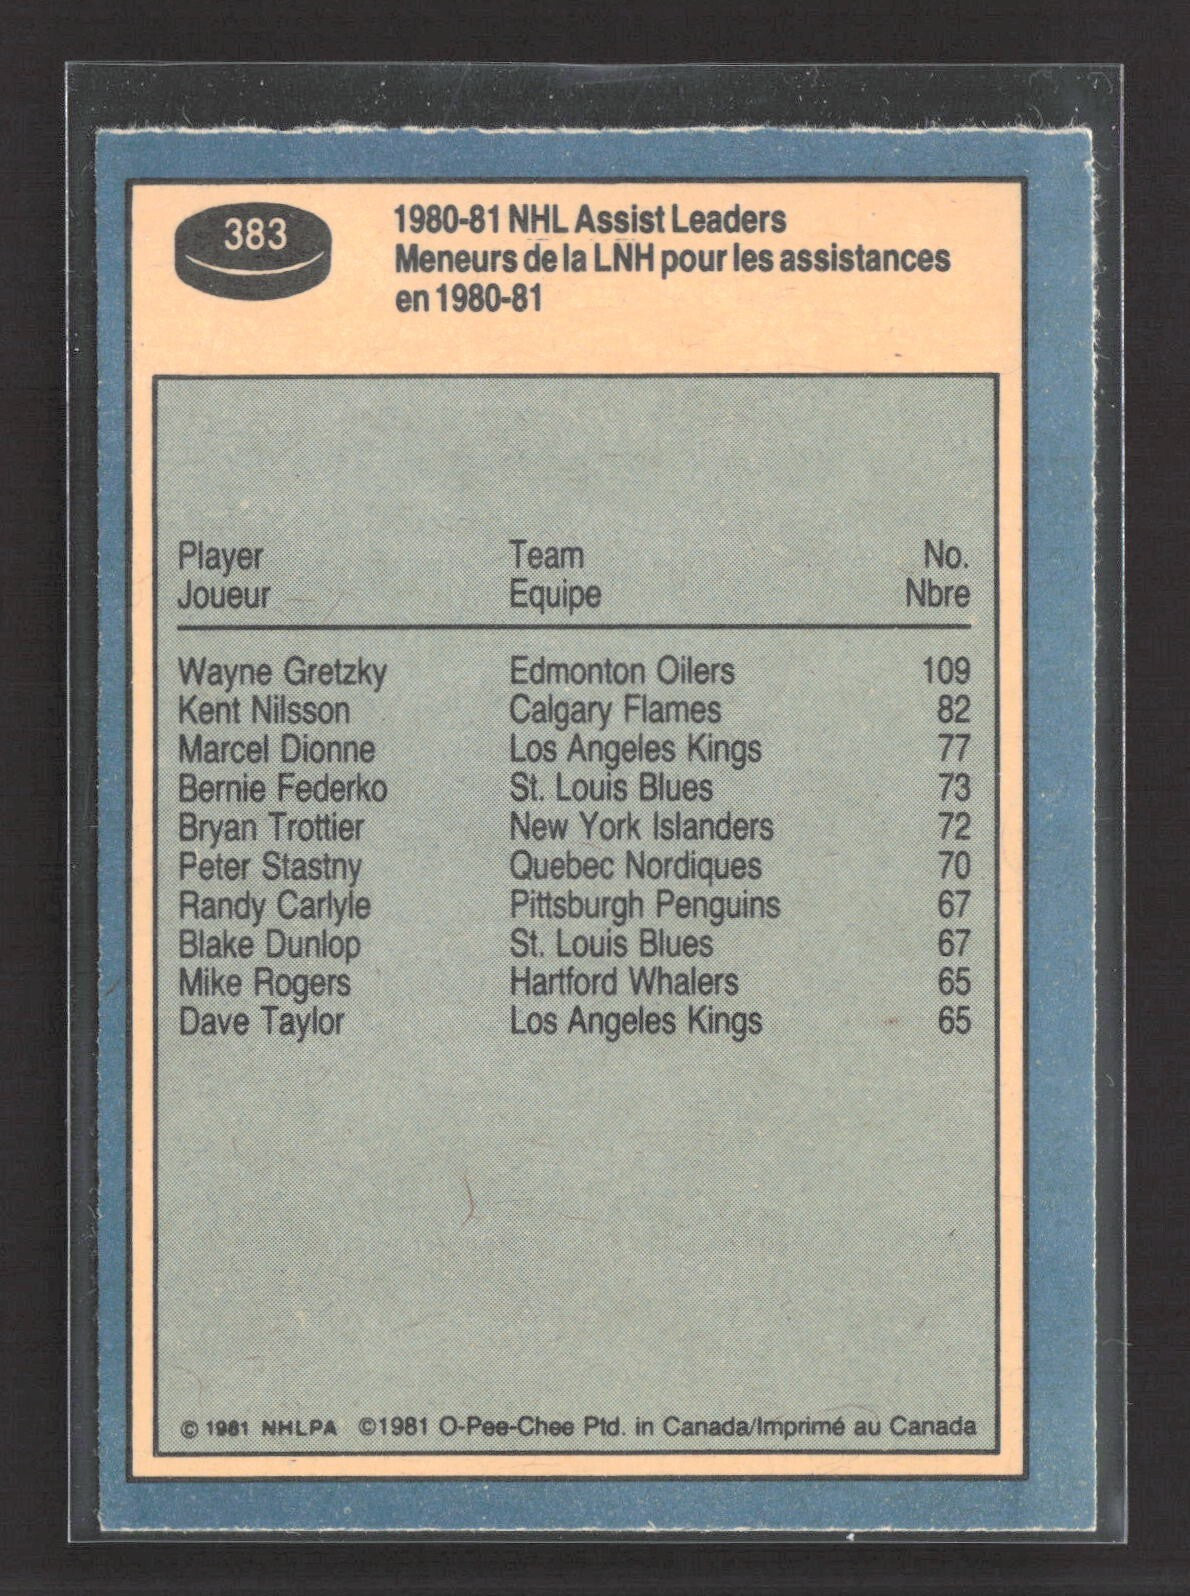 383
1980-81 NHL Assist Leaders
Meneurs de la LNH pour les assistances
en 1980-81
Player Team No.
Joueur Equipe Nbre
Wayne Gretzky Edmonton Oilers 109
Kent Nilsson Calgary Flames 82
Marcel Dionne Los Angeles Kings 77
Bernie Federko St. Louis Blues 73
Bryan Trottier New York Islanders 72
Peter Stastny Quebec Nordiques 70
Randy Carlyle Pittsburgh Penguins 67
Blake Dunlop St. Louis Blues 67
Mike Rogers Hartford Whalers 65
Dave Taylor Los Angeles Kings 65
© 1981 NHLPA ©1981 O-Pee-Chee Ptd. in Canada/Imprimé au Canada